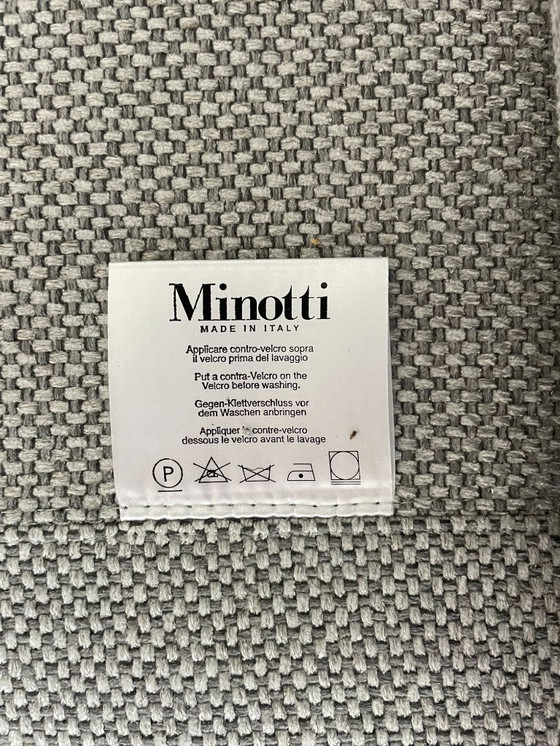 Minotti
MADE IN ITALY
Applicare contro-velcro sopra
il velcro prima del lavaggio
Put a contra-Velcro on the
Velcro before washing.
Gegen-Klettverschluss vor
dem Waschen anbringen
Appliquer contre-velcro
dessous le velcro avant le lavage
P